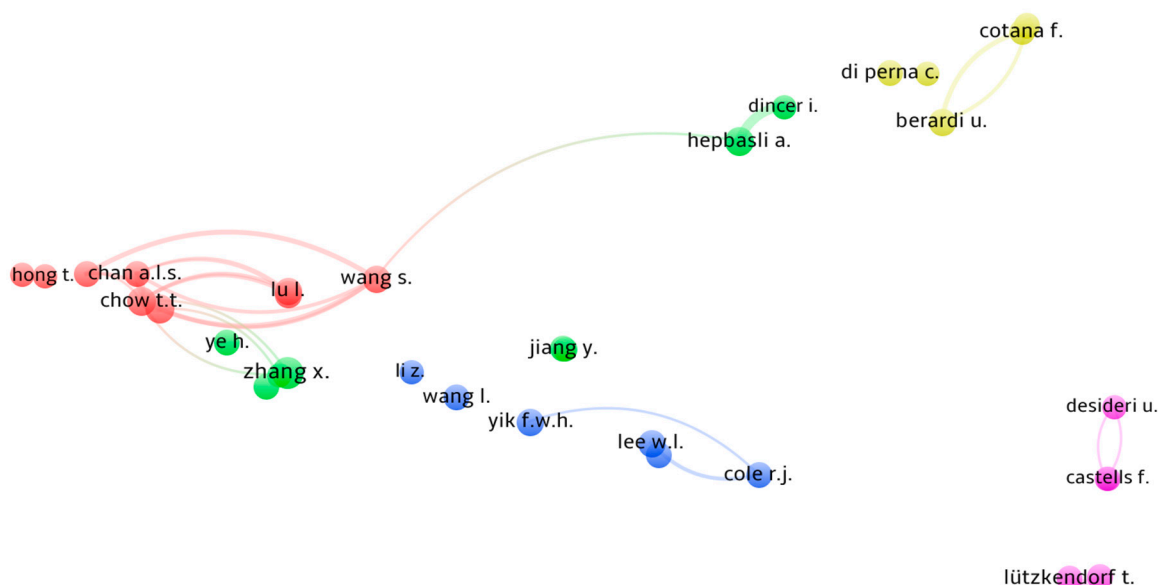 cotana f.
di perna c.
dincer i.
berardi u.
hepbasli a.
hong t.
chan a.l.s.
wang s.
lu l.
chow t.t.
ye h.
jiang y.
zhang x.
li z.
wang l.
desideri u.
yik f.w.h.
lee w.l.
cole r.j.
castells f.
lützkendorf t.